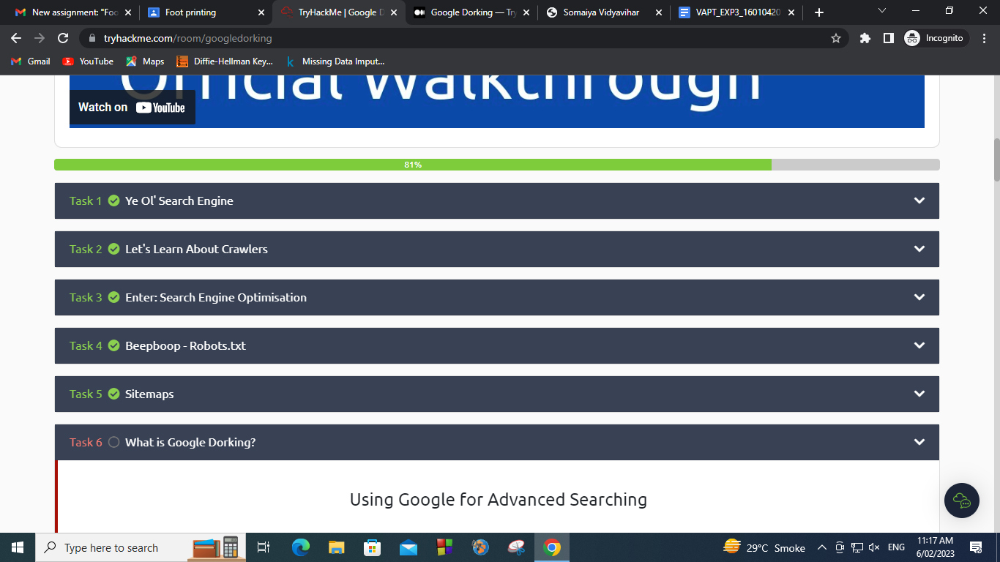 New assignment: "Foo
Foot printing
TryHackMe | Google D
Google Dorking — Try
Somaiya Vidyavihar
VAPT_EXP3_16010420
tryhackme.com/room/googledorking
Incognito
Gmail
YouTube
Maps
Diffie-Hellman Key...
Missing Data Imput...
Official Walkthrough
Watch on YouTube
81%
Task 1 Ye Ol' Search Engine
Task 2 Let's Learn About Crawlers
Task 3 Enter: Search Engine Optimisation
Task 4 Beepboop - Robots.txt
Task 5 Sitemaps
Task 6 What is Google Dorking?
Using Google for Advanced Searching
Type here to search
29°C Smoke
ENG
11:17 AM
6/02/2023